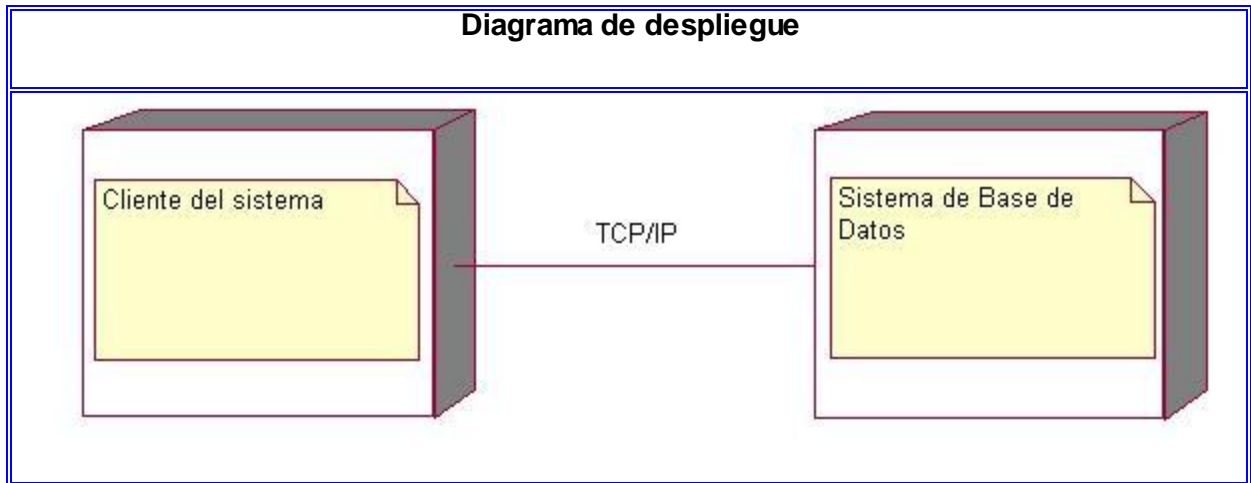 Diagrama de despliegue
Cliente del sistema
TCP/IP
Sistema de Base de
Datos